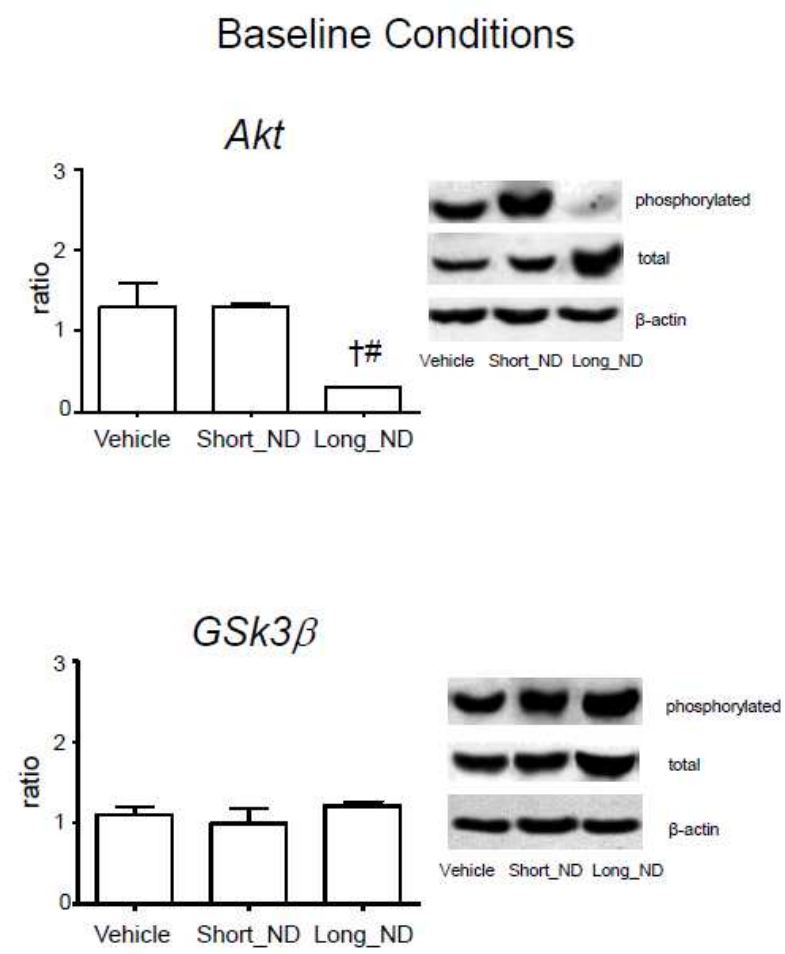 Baseline Conditions
Akt
3
2
1
0
ratio
†#
Vehicle Short_ND Long_ND
phosphorylated
total
β-actin
Vehicle Short_ND Long_ND
GSk3β
3
2
1
0
ratio
Vehicle Short_ND Long_ND
phosphorylated
total
β-actin
Vehicle Short_ND Long_ND